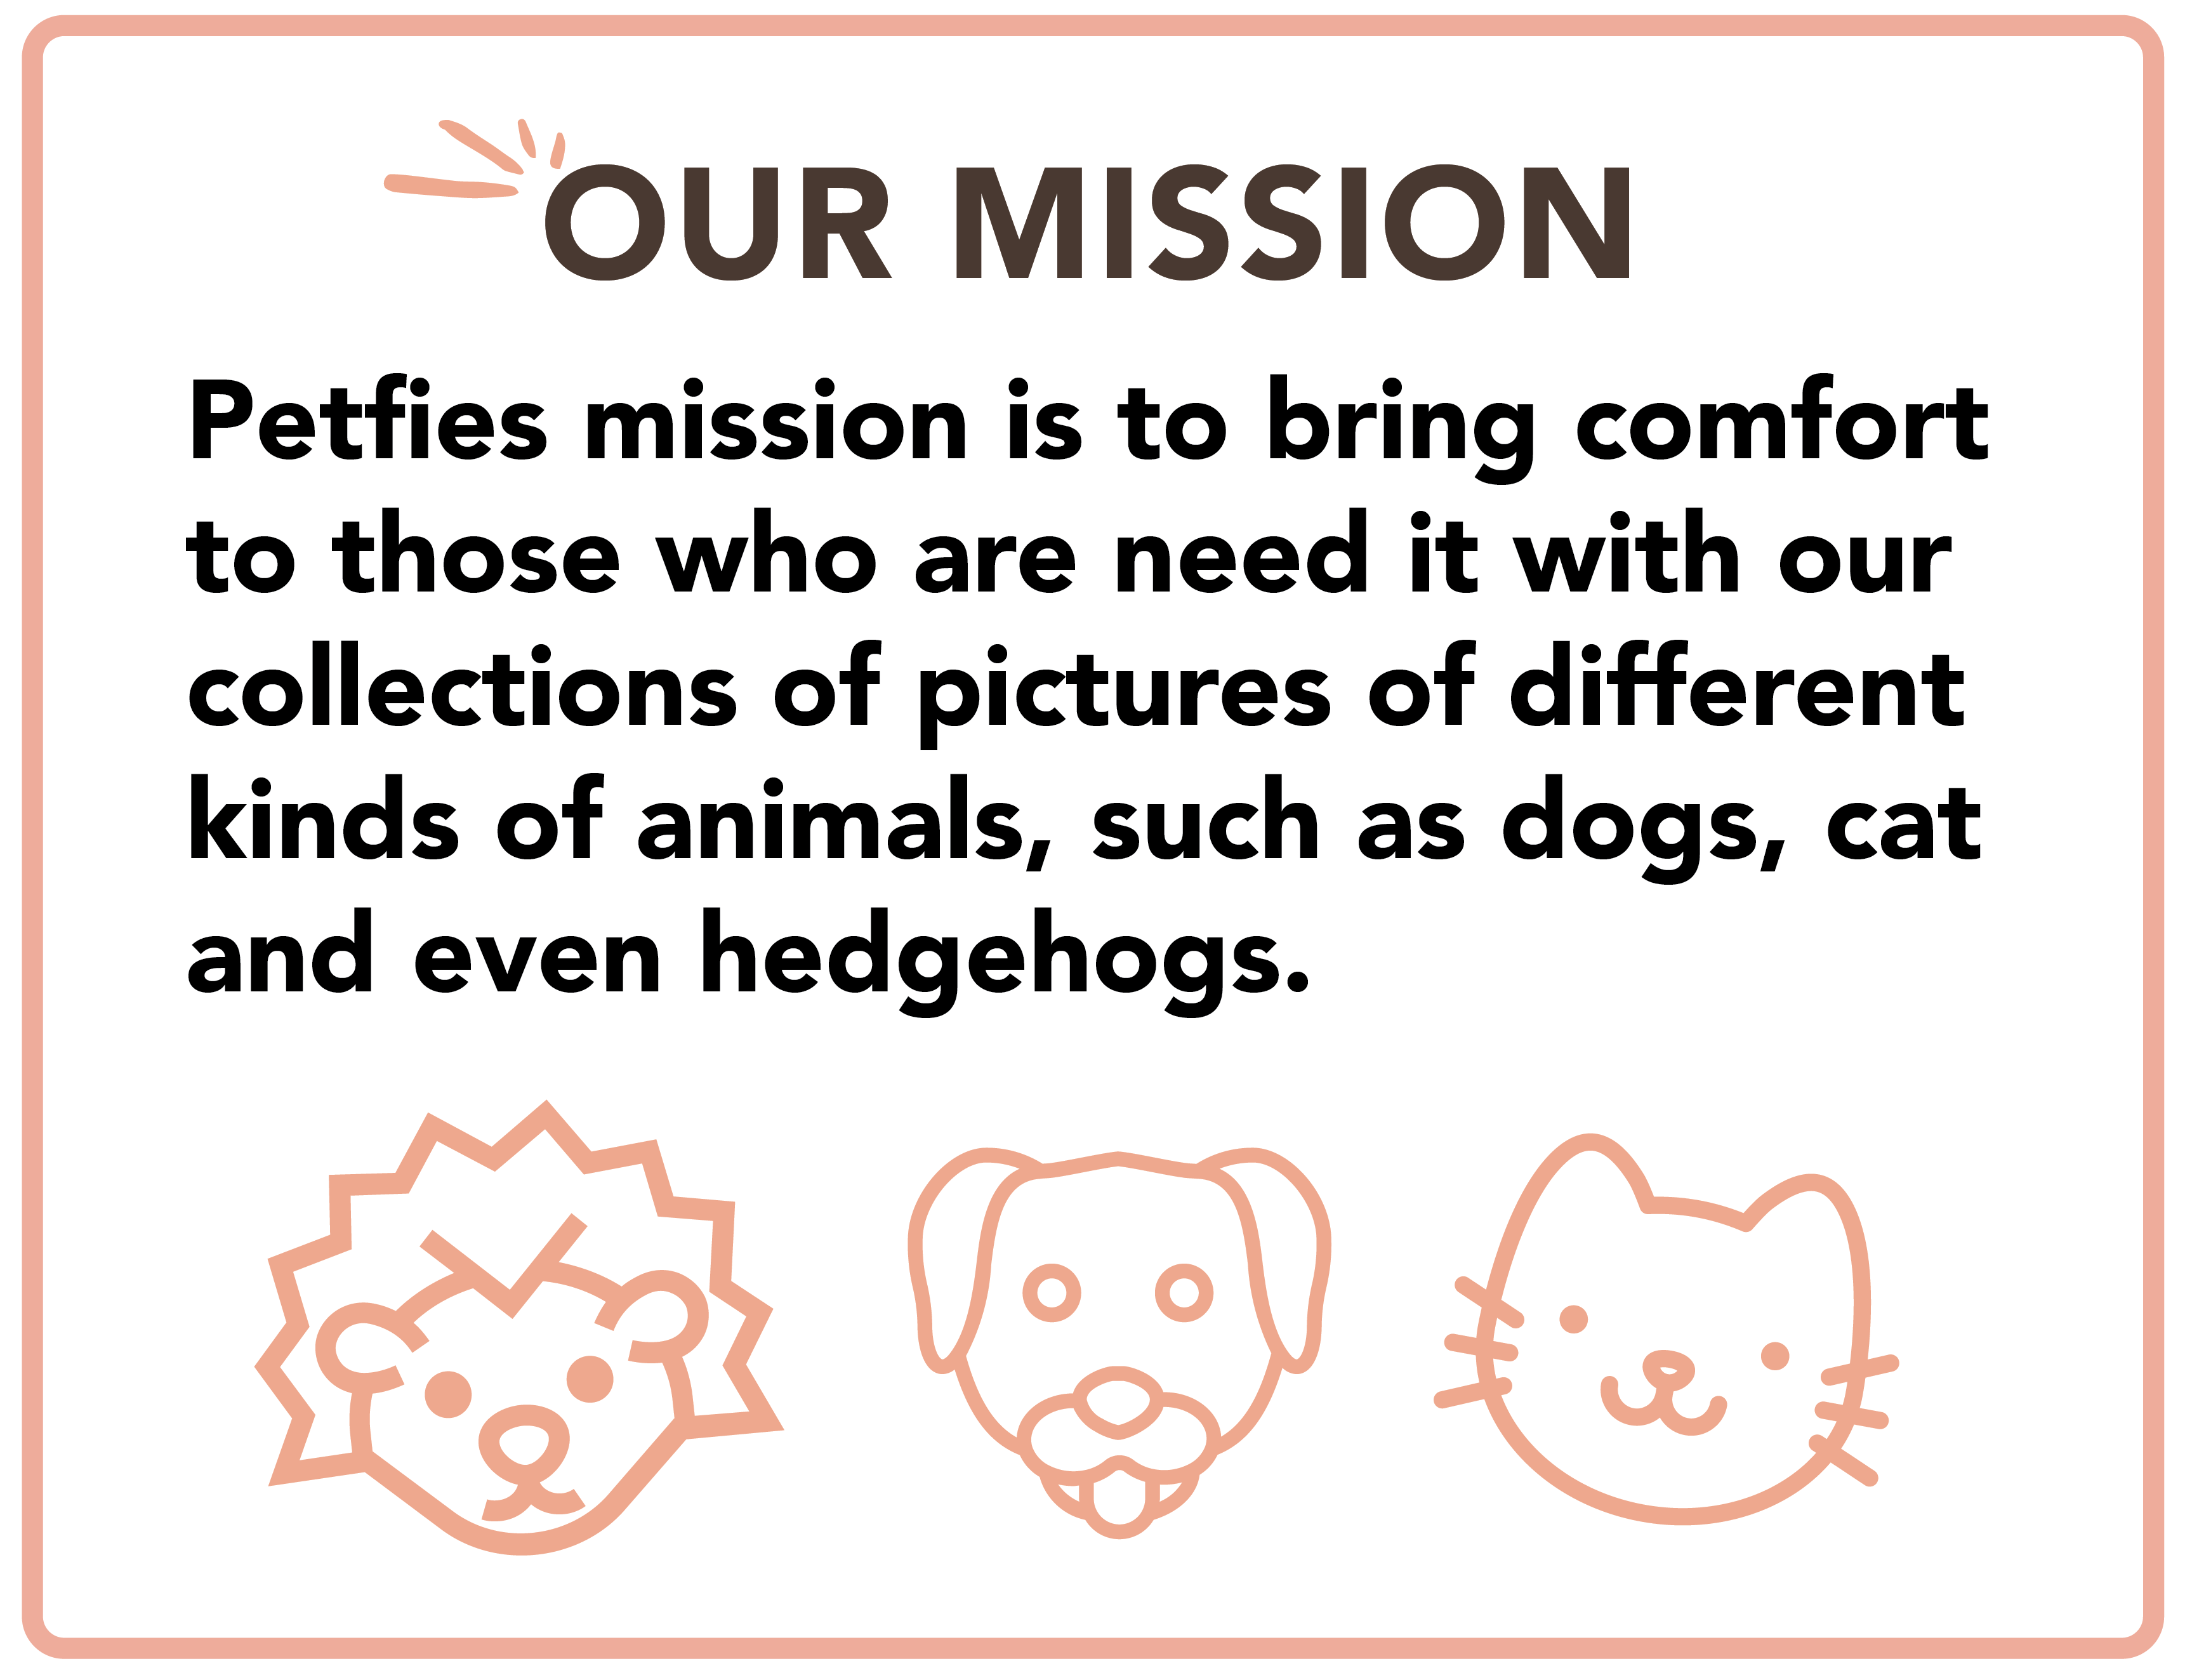 OUR MISSION
Petfies mission is to bring comfort
to those who are need it with our
collections of pictures of different
kinds of animals, such as dogs, cat
and even hedgehogs.